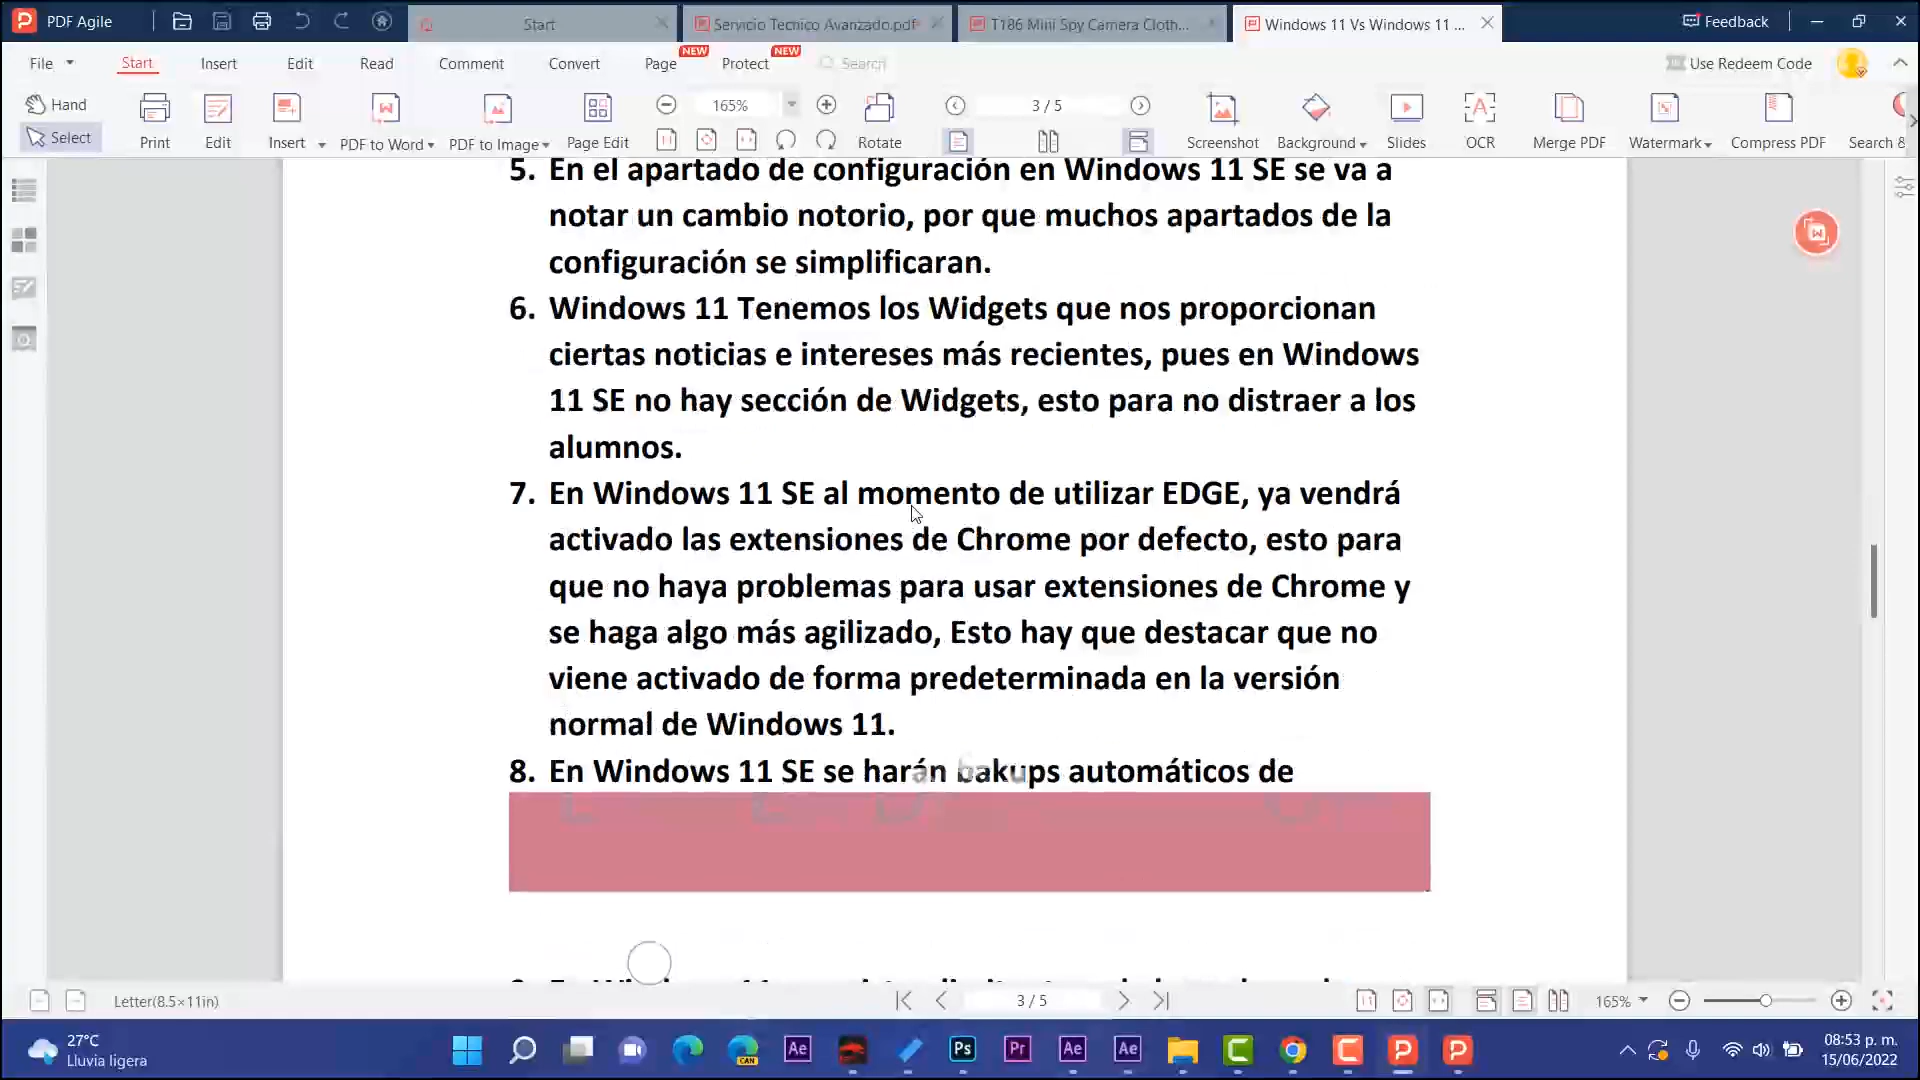 PDF Agile
Start
Servicio Tecnico Avanzado.pdf
T186 Mini Spy Camera Cloth...
Windows 11 Vs Windows 11 ...
Feedback
File
Start
Insert
Edit
Read
Comment
Convert
Page
NEW
Protect
NEW
Search
Use Redeem Code
Hand
Select
Print
Edit
Insert
PDF to Word
PDF to Image
Page Edit
165%
Rotate
3 / 5
Screenshot
Background
Slides
OCR
Merge PDF
Watermark
Compress PDF
Search &
5. En el apartado de configuración en Windows 11 SE se va a
notar un cambio notorio, por que muchos apartados de la
configuración se simplificaran.
6. Windows 11 Tenemos los Widgets que nos proporcionan
ciertas noticias e intereses más recientes, pues en Windows
11 SE no hay sección de Widgets, esto para no distraer a los
alumnos.
7. En Windows 11 SE al momento de utilizar EDGE, ya vendrá
activado las extensiones de Chrome por defecto, esto para
que no haya problemas para usar extensiones de Chrome y
se haga algo más agilizado, Esto hay que destacar que no
viene activado de forma predeterminada en la versión
normal de Windows 11.
8. En Windows 11 SE se harán bakups automáticos de
Letter(8.5×11in)
3 / 5
165%
27°C
Lluvia ligera
CAN
Ae
Ps
Pr
Ae
Ae
08:53 p. m.
15/06/2022